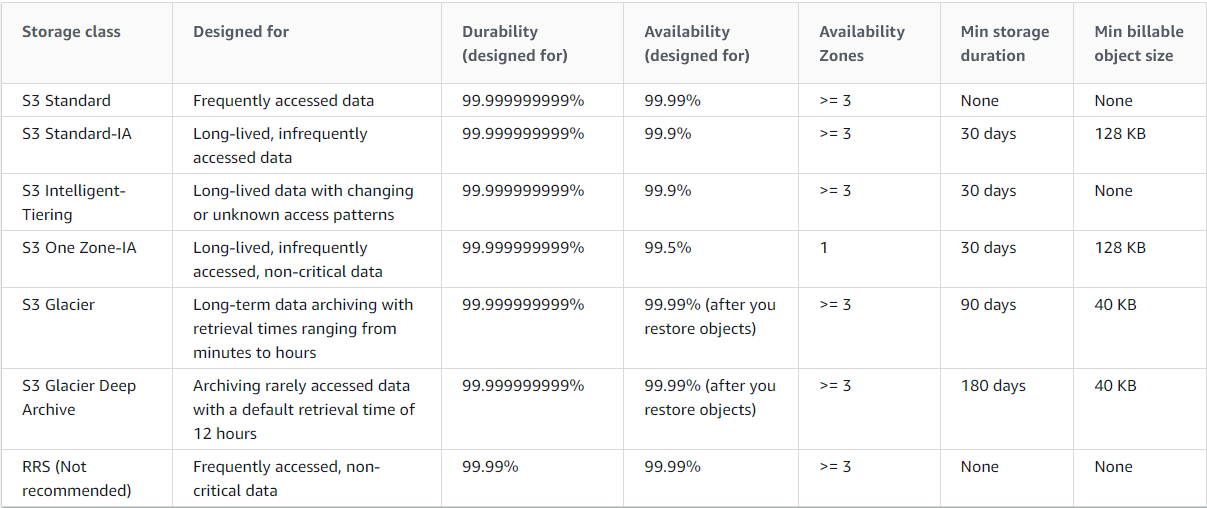 Storage class
Designed for
Durability
(designed for)
Availability
(designed for)
Availability
Zones
Min storage
duration
Min billable
object size
S3 Standard
Frequently accessed data
99.999999999%
99.99%
>= 3
None
None
S3 Standard-IA
Long-lived, infrequently
accessed data
99.999999999%
99.9%
>= 3
30 days
128 KB
S3 Intelligent-
Tiering
Long-lived data with changing
or unknown access patterns
99.999999999%
99.9%
>= 3
30 days
None
S3 One Zone-IA
Long-lived, infrequently
accessed, non-critical data
99.999999999%
99.5%
1
30 days
128 KB
S3 Glacier
Long-term data archiving with
retrieval times ranging from
minutes to hours
99.999999999%
99.99% (after you
restore objects)
>= 3
90 days
40 KB
S3 Glacier Deep
Archive
Archiving rarely accessed data
with a default retrieval time of
12 hours
99.999999999%
99.99% (after you
restore objects)
>= 3
180 days
40 KB
RRS (Not
recommended)
Frequently accessed, non-
critical data
99.99%
99.99%
>= 3
None
None